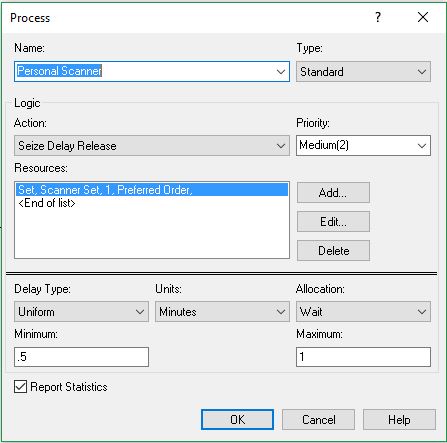 Process
Name:
Type:
Personal Scanner
Standard
Logic
Action:
Priority:
Seize Delay Release
Medium(2)
Resources:
Set, Scanner Set, 1, Preferred Order,
<End of list>
Add...
Edit...
Delete
Delay Type:
Units:
Allocation:
Uniform
Minutes
Wait
Minimum:
Maximum:
.5
1
Report Statistics
OK
Cancel
Help